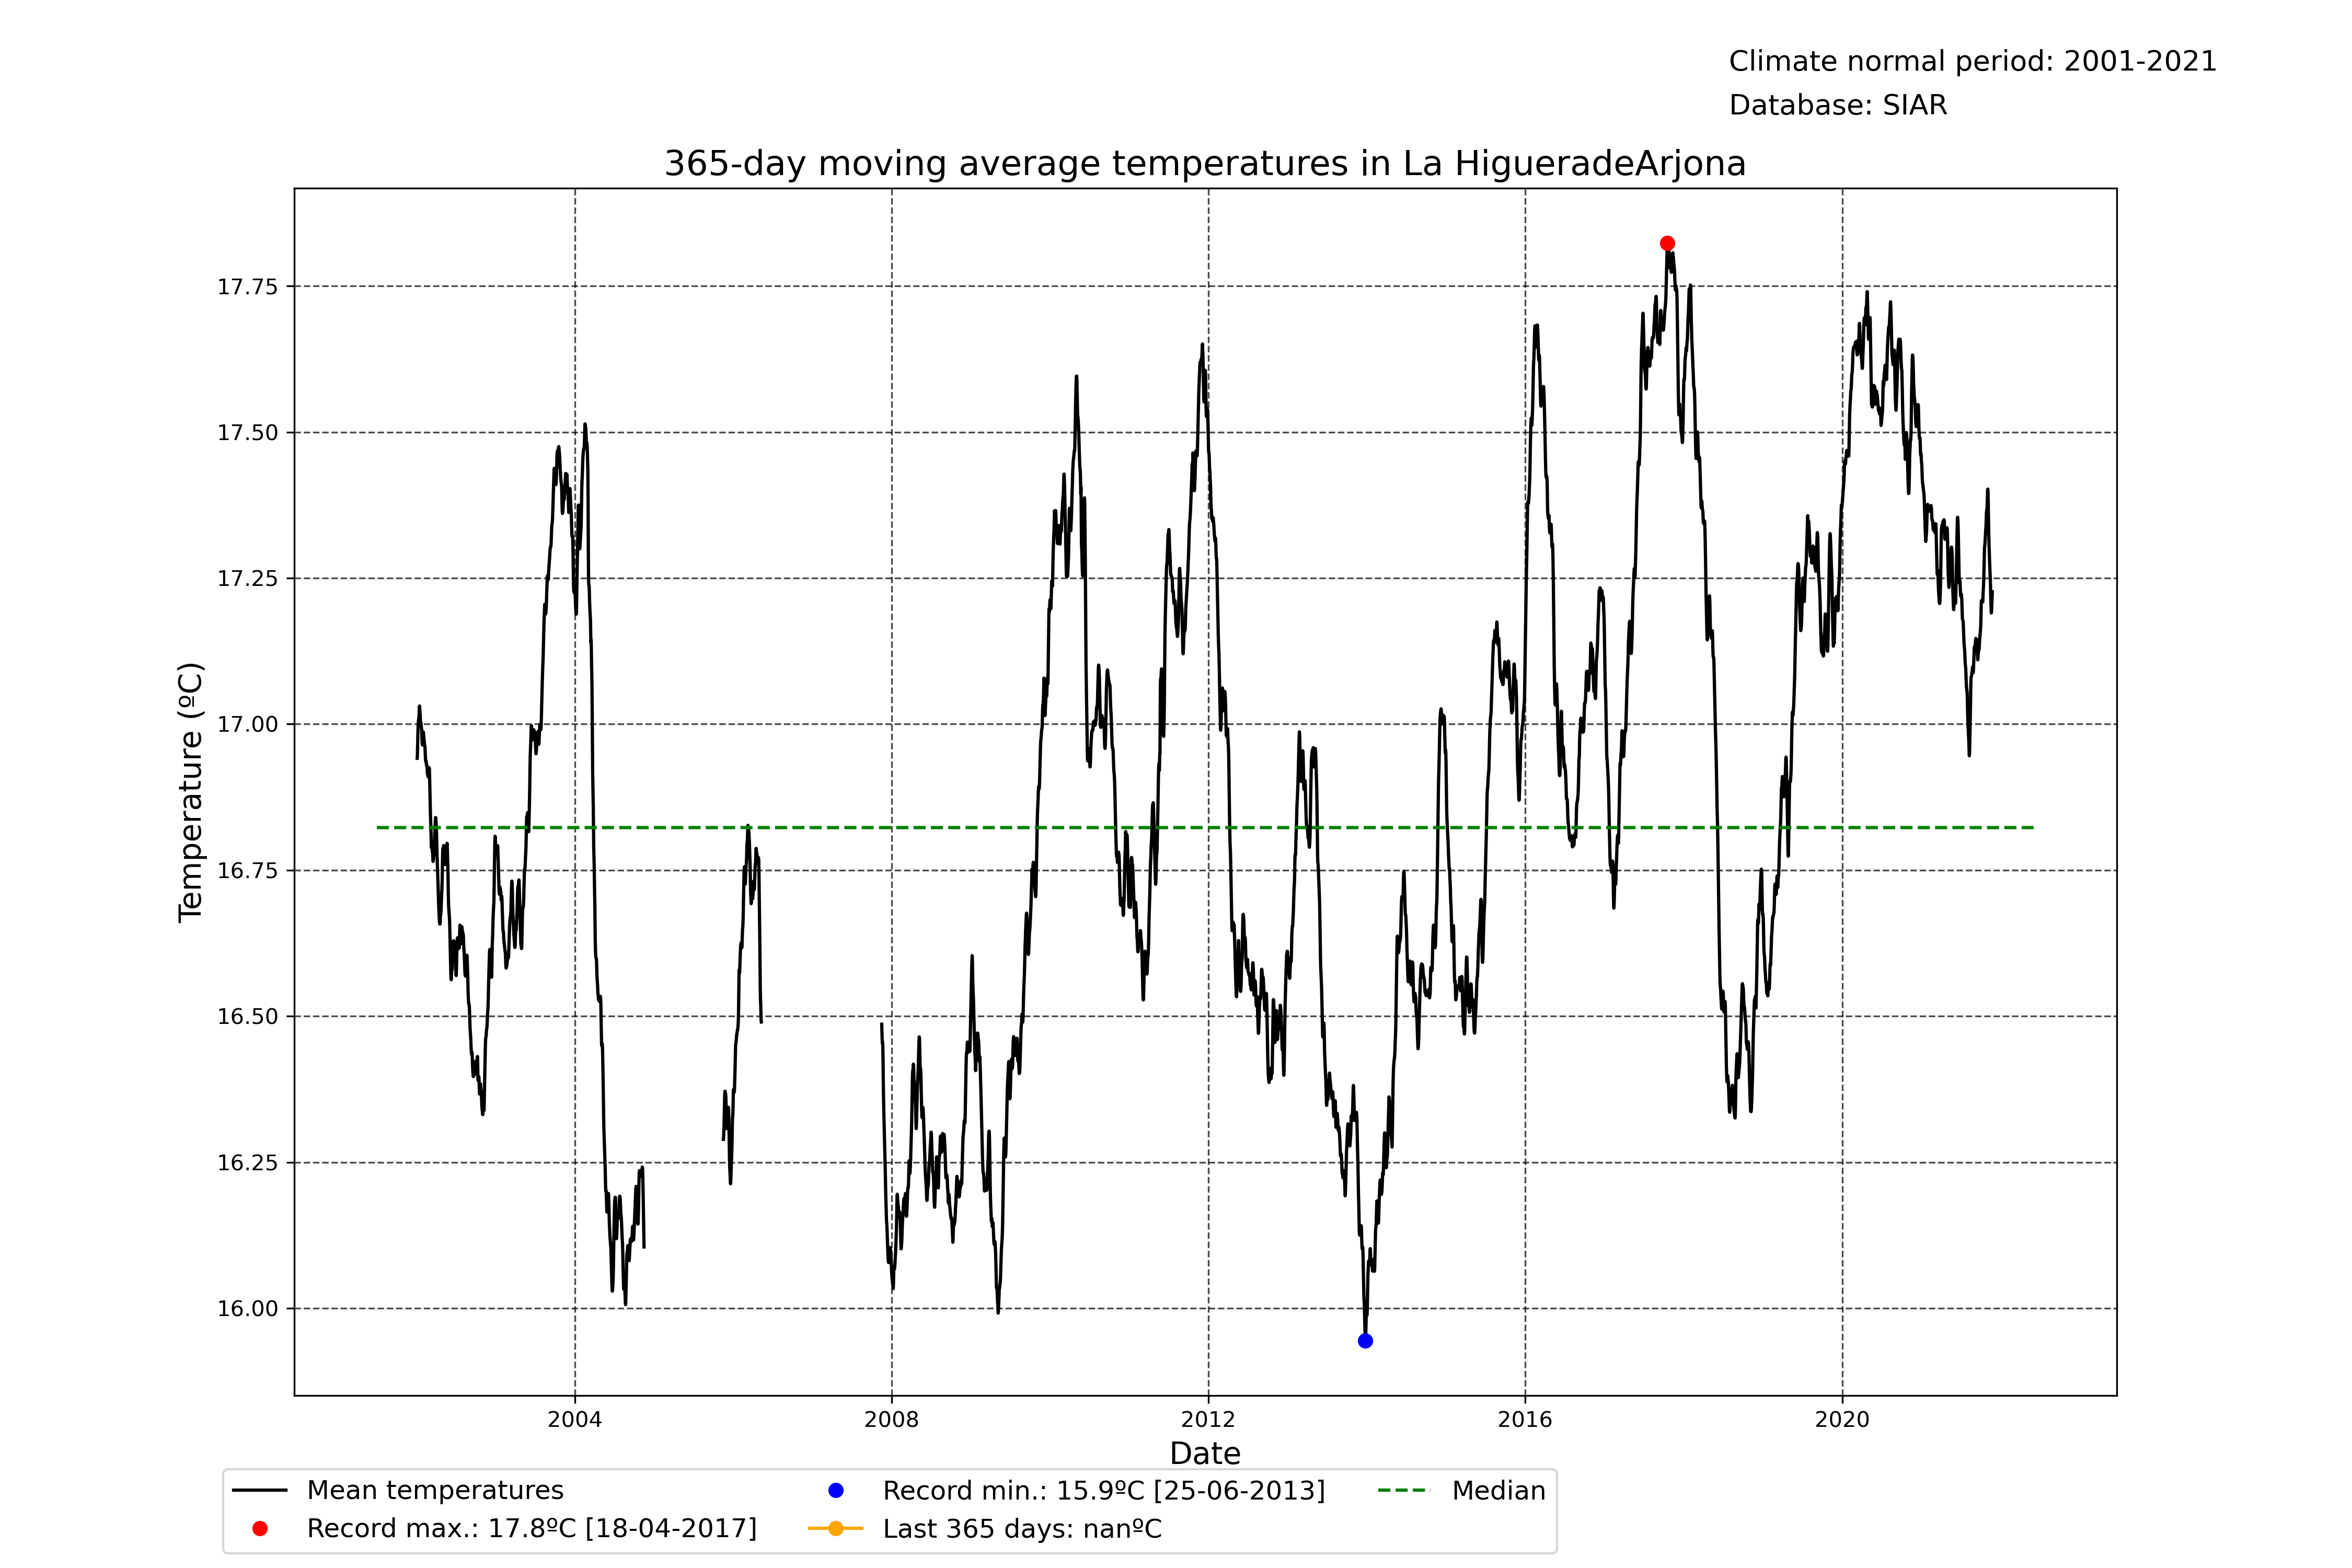 Climate normal period: 2001-2021
Database: SIAR
365-day moving average temperatures in La HigueradeArjona
Temperature (ºC)
17.75
17.50
17.25
17.00
16.75
16.50
16.25
16.00
2004 2008 2012 2016 2020
Date
Mean temperatures
Record max.: 17.8ºC [18-04-2017]
Record min.: 15.9ºC [25-06-2013]
Last 365 days: nanºC
Median